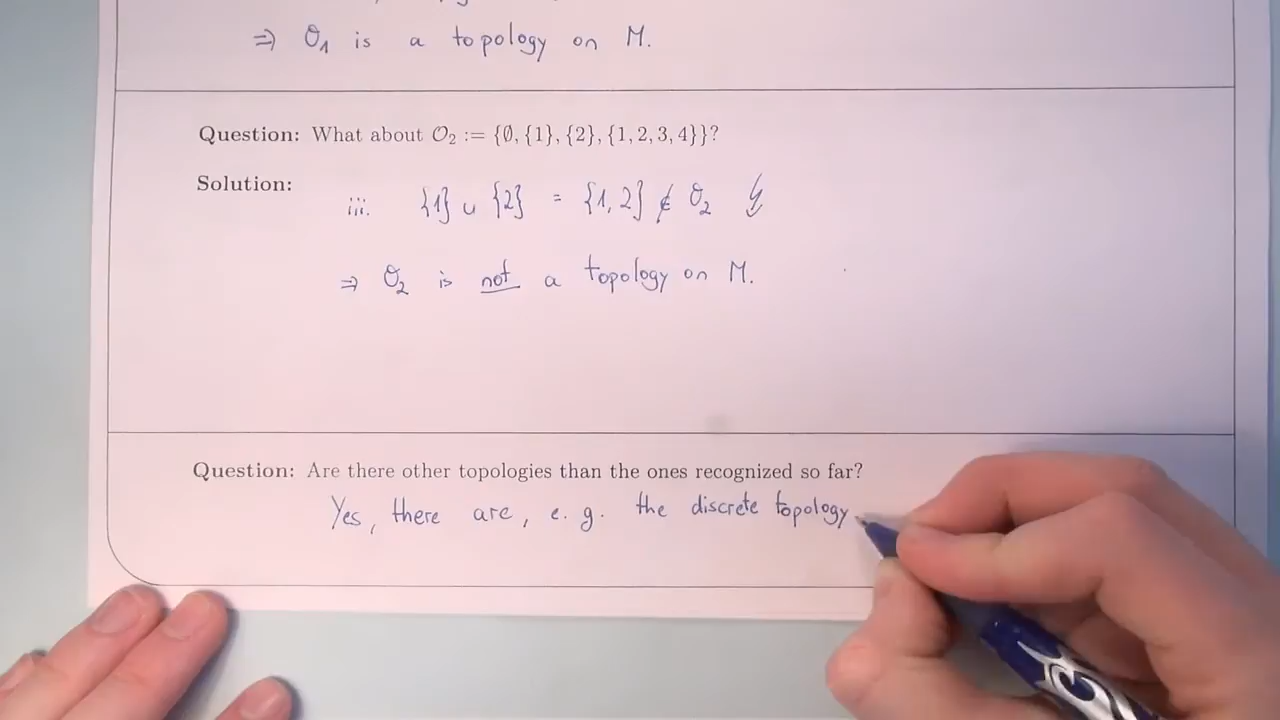 ⇒ O₁ is a topology on M.
Question: What about O₂ := {∅, {1}, {2}, {1, 2, 3, 4}}?
Solution:
iii. {1} ∪ {2} = {1, 2} ∉ O₂ ↯
⇒ O₂ is not a topology on M.
Question: Are there other topologies than the ones recognized so far?
Yes, there are, e. g. the discrete topology